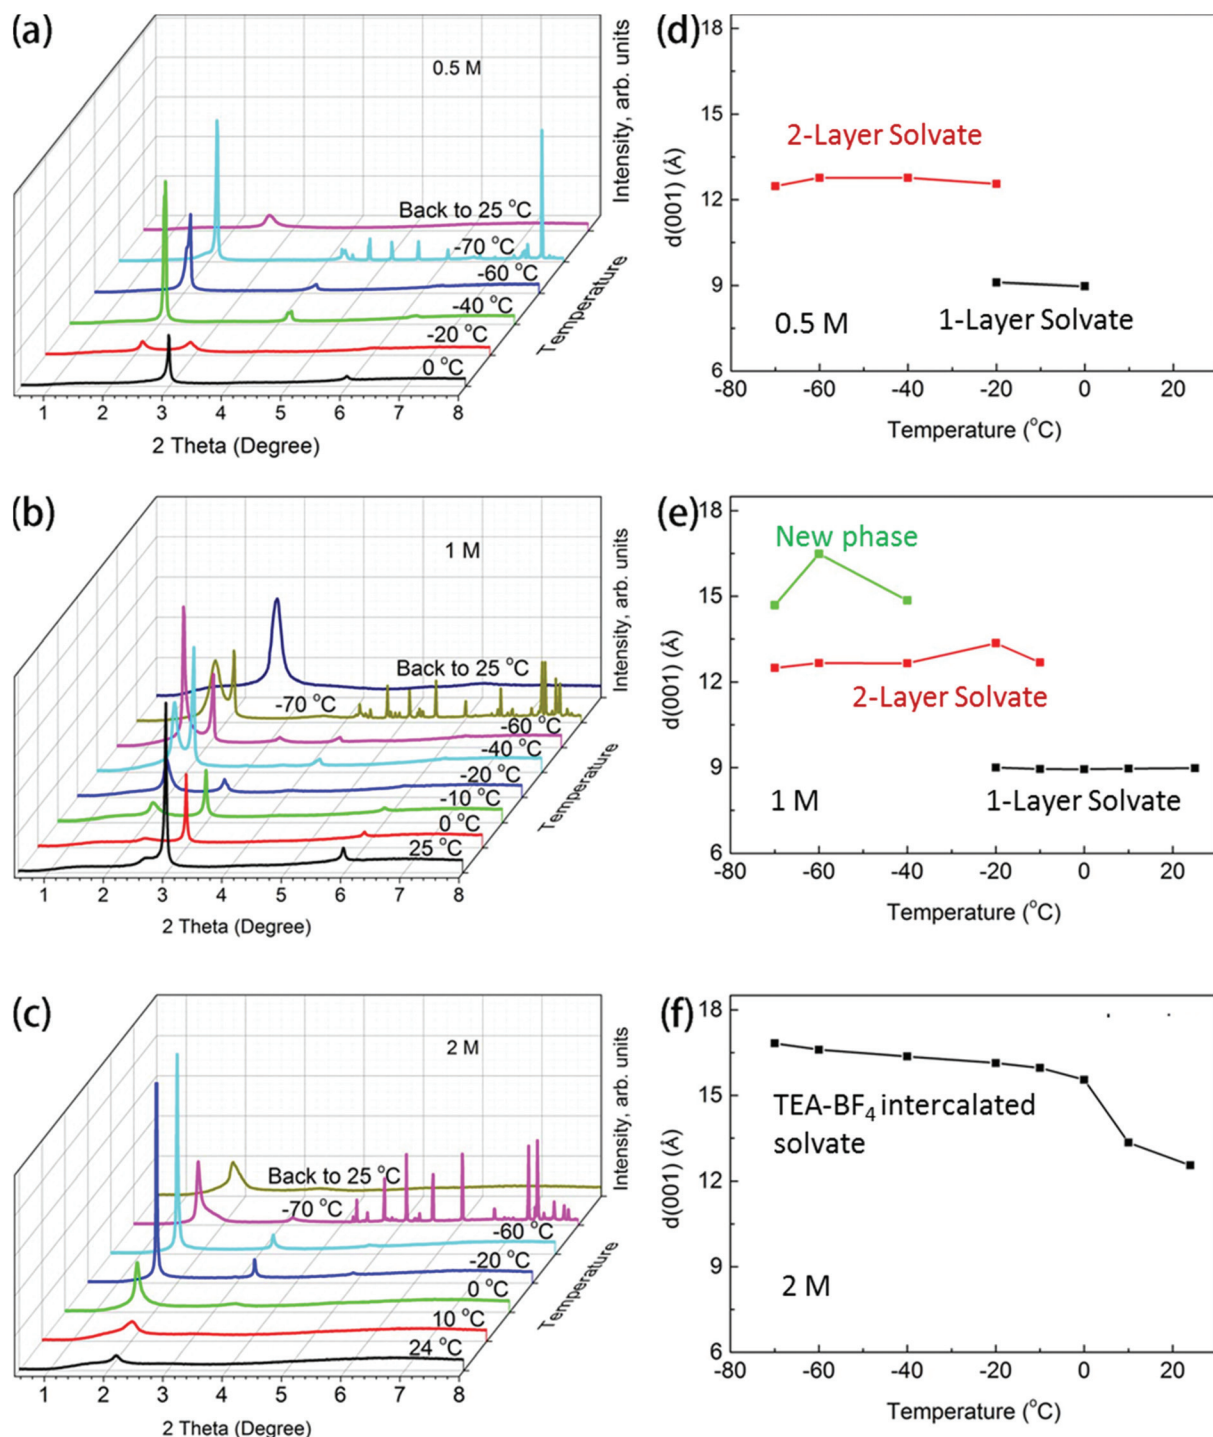 (a)
0.5 M
Intensity, arb. units
Back to 25 °C
-70 °C
-60 °C
-40 °C
-20 °C
0 °C
Temperature
1 2 3 4 5 6 7 8
2 Theta (Degree)
(d)
18
15
12
9
6
d(001) (Å)
2-Layer Solvate
1-Layer Solvate
0.5 M
-80 -60 -40 -20 0 20
Temperature (°C)
(b)
1 M
Intensity, arb. units
Back to 25 °C
-70 °C
-60 °C
-40 °C
-20 °C
-10 °C
0 °C
25 °C
Temperature
1 2 3 4 5 6 7 8
2 Theta (Degree)
(e)
18
15
12
9
6
d(001) (Å)
New phase
2-Layer Solvate
1-Layer Solvate
1 M
-80 -60 -40 -20 0 20
Temperature (°C)
(c)
2 M
Intensity, arb. units
Back to 25 °C
-70 °C
-60 °C
-20 °C
0 °C
10 °C
24 °C
Temperature
1 2 3 4 5 6 7 8
2 Theta (Degree)
(f)
18
15
12
9
6
d(001) (Å)
TEA-BF₄ intercalated
solvate
2 M
-80 -60 -40 -20 0 20
Temperature (°C)